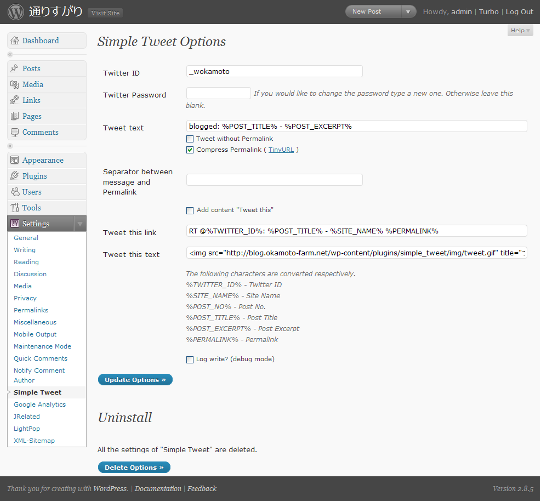 通りすがり Visit Site
New Post
Howdy, admin | Turbo | Log Out
Help
Dashboard
Posts
Media
Links
Pages
Comments
Appearance
Plugins
Users
Tools
Settings
General
Writing
Reading
Discussion
Media
Privacy
Permalinks
Miscellaneous
Mobile Output
Maintenance Mode
Quick Comments
Notify Comment
Author
Simple Tweet
Google Analytics
JRelated
LightPop
XML-Sitemap
Simple Tweet Options
Twitter ID
_wokamoto
Twitter Password
If you would like to change the password type a new one. Otherwise leave this
blank.
Tweet text
blogged: %POST_TITLE% - %POST_EXCERPT%
Tweet without Permalink
Compress Permalink ( TinyURL )
Separator between
message and
Permalink
Add content "Tweet this"
Tweet this link
RT @%TWITTER_ID%: %POST_TITLE% - %SITE_NAME% %PERMALINK%
Tweet this text
<img src="http://blog.okamoto-farm.net/wp-content/plugins/simple_tweet/img/tweet.gif" title="
The following characters are converted respectively.
%TWITTER_ID% - Twitter ID
%SITE_NAME% - Site Name
%POST_NO% - Post No.
%POST_TITLE% - Post Title
%POST_EXCERPT% - Post Excerpt
%PERMALINK% - Permalink
Log write? (debug mode)
Update Options »
Uninstall
All the settings of "Simple Tweet" are deleted.
Delete Options »
Thank you for creating with WordPress. | Documentation | Feedback
Version 2.8.5